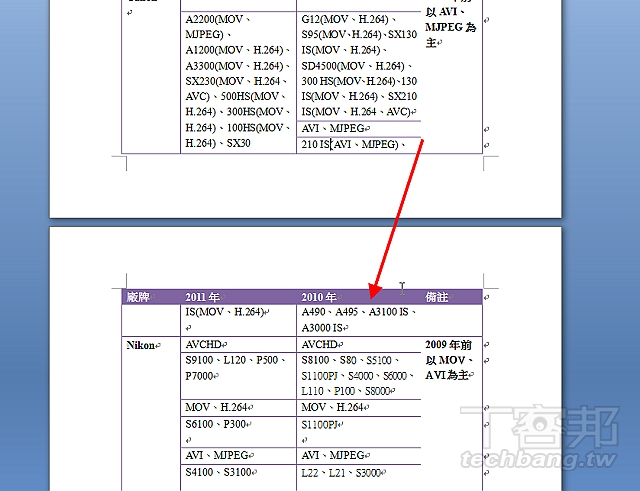 A2200(MOV、
MJPEG)、
A1200(MOV、H.264)、
A3300(MOV、H.264)、
SX230(MOV、H.264、
AVC)、500HS(MOV、
H.264)、300HS(MOV、
H.264)、100HS(MOV、
H.264)、SX30
G12(MOV、H.264)、
S95(MOV、H.264)、SX130
IS(MOV、H.264)、
SD4500(MOV、H.264)、
300 HS(MOV、H.264)、130
IS(MOV、H.264)、SX210
IS(MOV、H.264、AVC)
AVI、MJPEG
210 IS(AVI、MJPEG)、
以 AVI、
MJPEG 為
主
廠牌 2011 年 2010 年 備註
IS(MOV、H.264)
A490、A495、A3100 IS、
A3000 IS
Nikon AVCHD AVCHD
2009 年前
以 MOV、
AVI 為主
S9100、L120、P500、
P7000
S8100、S80、S5100、
S1100PJ、S4000、S6000、
L110、P100、S8000
MOV、H.264 MOV、H.264
S6100、P300 S1100PJ
AVI、MJPEG AVI、MJPEG
S4100、S3100 L22、L21、S3000
T客邦
techbang.tw